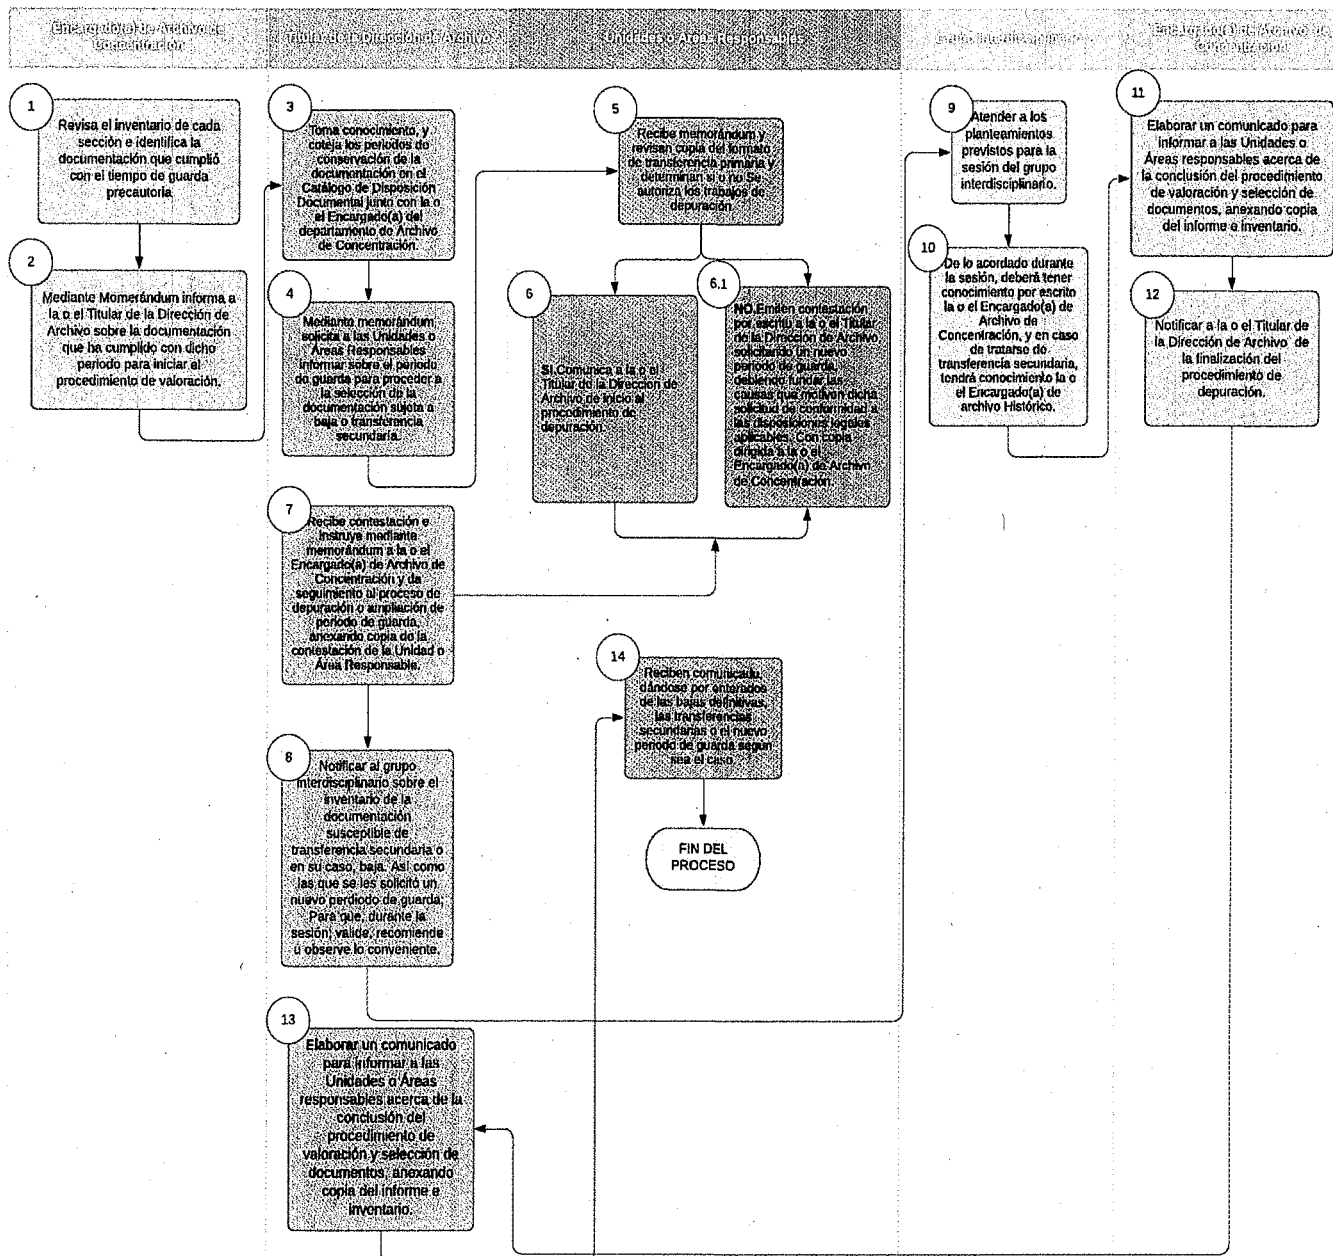 Encargado(a) de Archivo de
Concentración
Titular de la Dirección de Archivo
Unidades o Áreas Responsables
Grupo Interdisciplinario
Encargado(a) de Archivo de
Concentración
1
Revisa el inventario de cada
sección e identifica la
documentación que cumplió
con el tiempo de guarda
precautoria.
2
Mediante Momerándum informa a
la o el Titular de la Dirección de
Archivo sobre la documentación
que ha cumplido con dicho
periodo para iniciar el
procedimiento de valoración.
3
Toma conocimiento, y
coteja los periodos de
conservación de la
documentación en el
Catálogo de Disposición
Documental junto con la o
el Encargado(a) del
departamento de Archivo
de Concentración.
4
Mediante memorándum
solicita a las Unidades o
Áreas Responsables
informar sobre el periodo
de guarda para proceder a
la selección de la
documentación sujeta a
baja o transferencia
secundaria.
5
Recibe memorándum y
revisan copia del formato
de transferencia primaria y
determinan si o no Se
autoriza los trabajos de
depuración.
6
SI.Comunica a la o el
Titular de la Dirección de
Archivo de inicio al
procedimiento de
depuración.
6.1
NO.Emiten contestación
por escrito a la o el Titular
de la Dirección de Archivo
solicitando un nuevo
periodo de guarda,
debiendo fundar las
causas que motiven dicha
solicitud de conformidad a
las disposiciones legales
aplicables. Con copia
dirigida a la o el
Encargado(a) de Archivo
de Concentración.
7
Recibe contestación e
instruye mediante
memorándum a la o el
Encargado(a) de Archivo de
Concentración y da
seguimiento al proceso de
depuración o ampliación de
periodo de guarda,
anexando copia de la
contestación de la Unidad o
Área Responsable.
8
Notificar al grupo
interdisciplinario sobre el
inventario de la
documentación
susceptible de
transferencia secundaria o
en su caso, baja. Así como
las que se les solicitó un
nuevo perdiodo de guarda;
Para que, durante la
sesión; valide, recomiende
u observe lo conveniente.
9
Atender a los
planteamientos
previstos para la
sesión del grupo
interdisciplinario.
10
De lo acordado durante
la sesión, deberá tener
conocimiento por escrito
la o el Encargado(a) de
Archivo de
Concentración, y en caso
de tratarse de
transferencia secundaria,
tendrá conocimiento la o
el Encargado(a) de
archivo Histórico.
11
Elaborar un comunicado para
informar a las Unidades o
Áreas responsables acerca de
la conclusión del procedimiento
de valoración y selección de
documentos, anexando copia
del informe e inventario.
12
Notificar a la o el Titular de
la Dirección de Archivo de
la finalización del
procedimiento de
depuración.
13
Elaborar un comunicado
para informar a las
Unidades o Áreas
responsables acerca de la
conclusión del
procedimiento de
valoración y selección de
documentos, anexando
copia del informe e
inventario.
14
Reciben comunicado,
dándose por enterados
de las bajas definitivas,
las transferencias
secundarias o el nuevo
periodo de guarda según
sea el caso.
FIN DEL
PROCESO